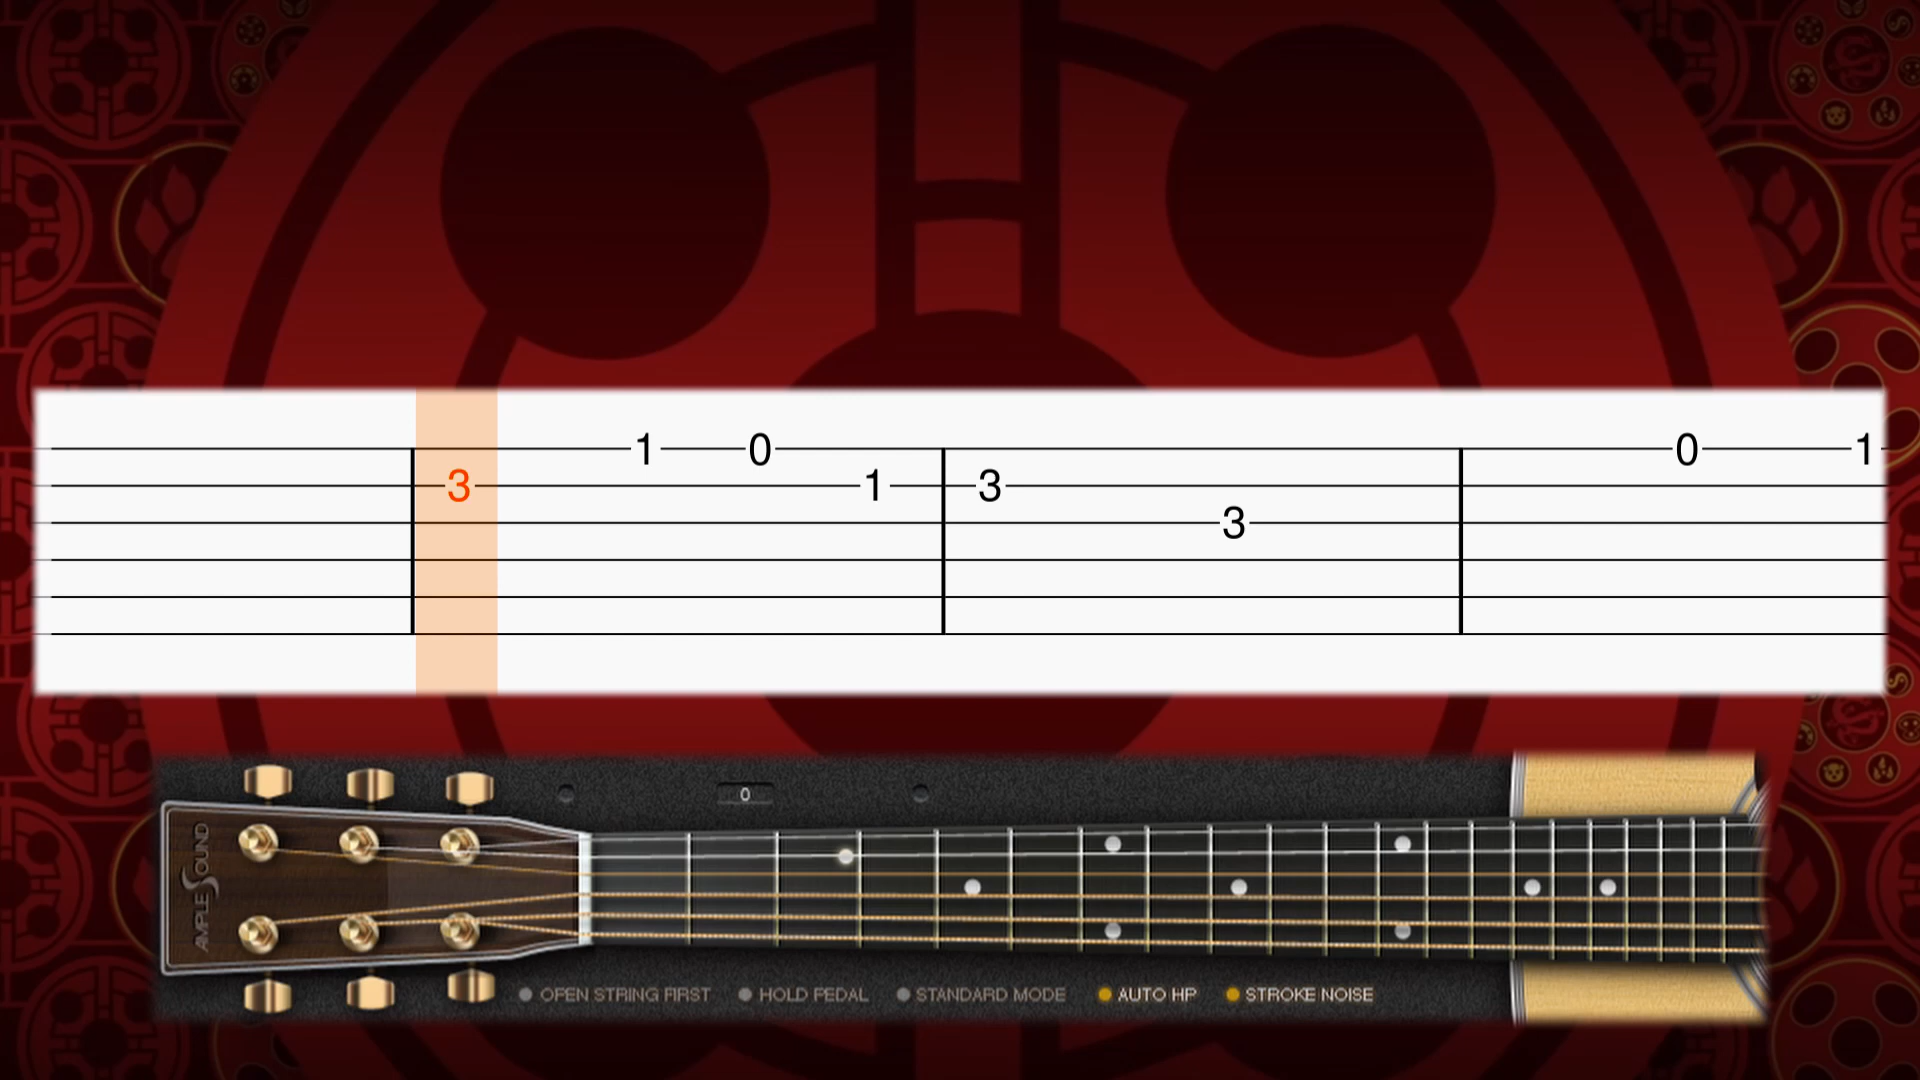 1 0 0 1
3 1 3
3
0
AMPLE SOUND
OPEN STRING FIRST HOLD PEDAL STANDARD MODE AUTO HP STROKE NOISE